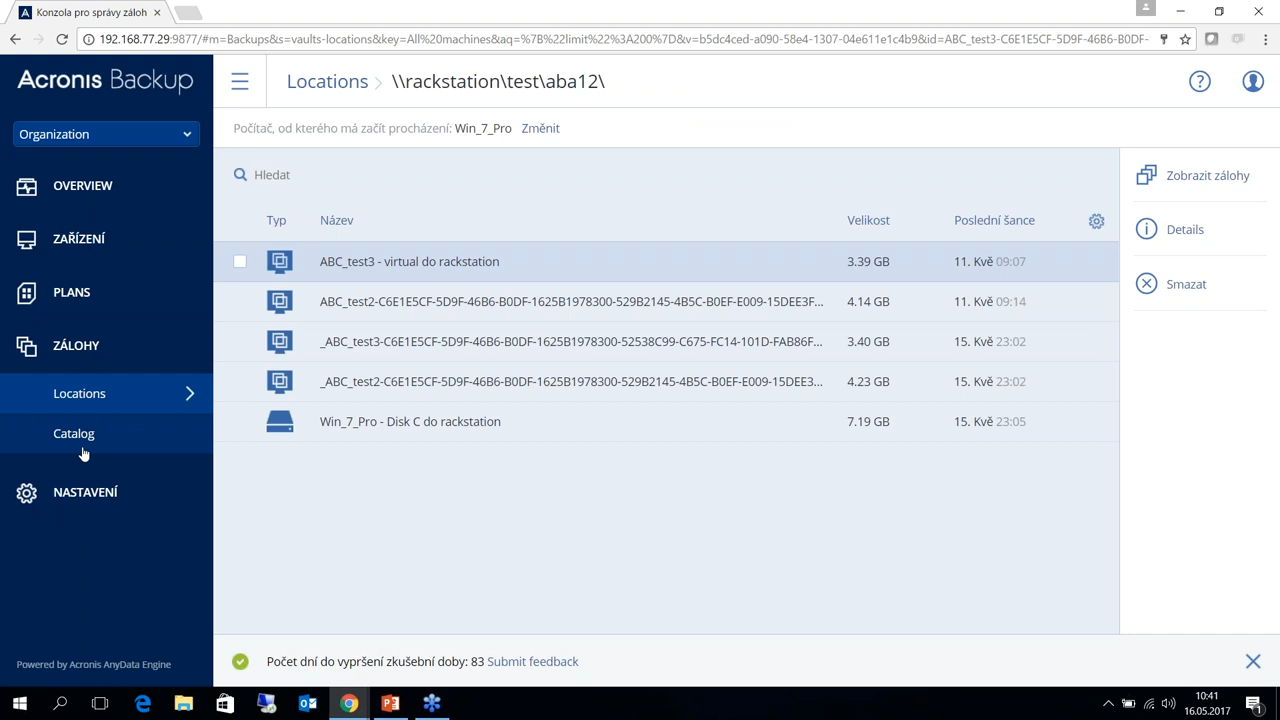 Konzola pro správy záloh
192.168.77.29:9877/#m=Backups&s=vaults-locations&key=All%20machines&aq=%7B%22limit%22%3A%200%7D&v=b5dc4ced-a090-58e4-1307-04e611e1c4b9&id=ABC_test3-C6E1E5CF-5D9F-46B6-B0DF-
Acronis Backup
Locations > \\rackstation\test\aba12\
Organization
Počítač, od kterého má začít procházení: Win_7_Pro Změnit
OVERVIEW
ZAŘÍZENÍ
PLANS
ZÁLOHY
Locations
Catalog
NASTAVENÍ
Powered by Acronis AnyData Engine
Hledat
Typ Název Velikost Poslední šance
ABC_test3 - virtual do rackstation 3.39 GB 11. Kvě 09:07
ABC_test2-C6E1E5CF-5D9F-46B6-B0DF-1625B1978300-529B2145-4B5C-B0EF-E009-15DEE3F... 4.14 GB 11. Kvě 09:14
_ABC_test3-C6E1E5CF-5D9F-46B6-B0DF-1625B1978300-52538C99-C675-FC14-101D-FAB86F... 3.40 GB 15. Kvě 23:02
_ABC_test2-C6E1E5CF-5D9F-46B6-B0DF-1625B1978300-529B2145-4B5C-B0EF-E009-15DEE3... 4.23 GB 15. Kvě 23:02
Win_7_Pro - Disk C do rackstation 7.19 GB 15. Kvě 23:05
Zobrazit zálohy
Details
Smazat
Počet dní do vypršení zkušební doby: 83 Submit feedback
10:41
16.05.2017